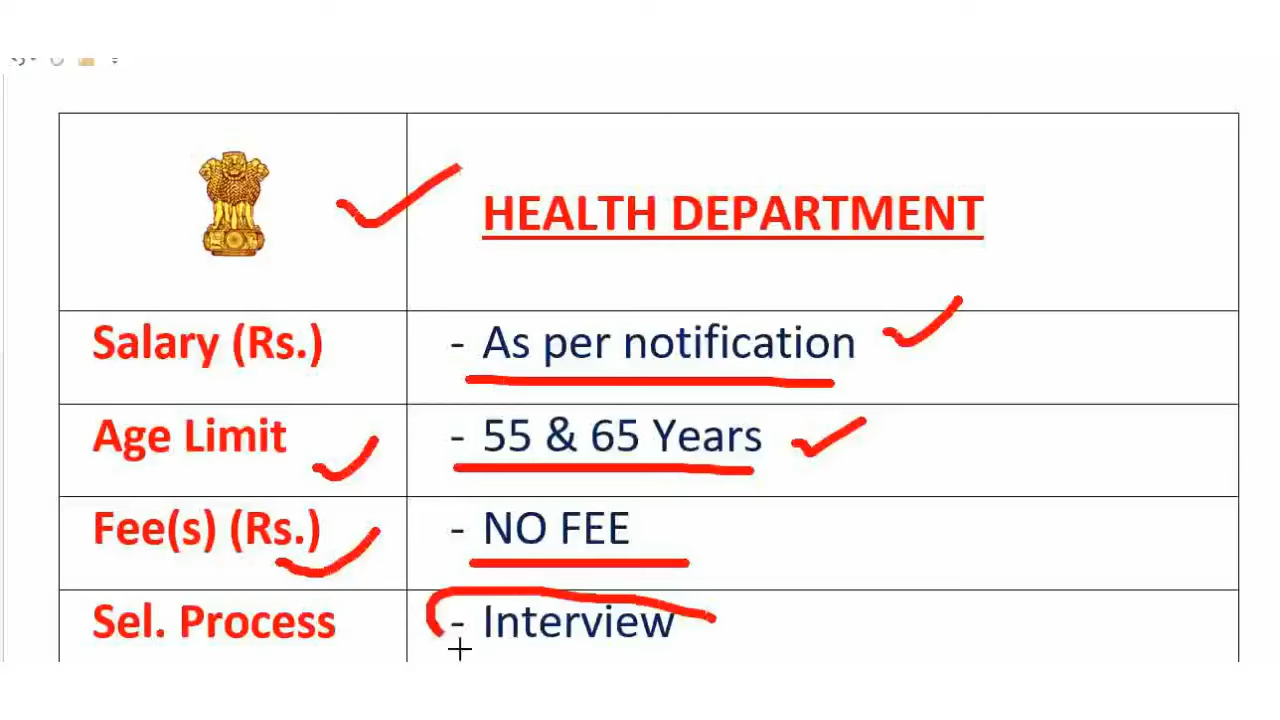 HEALTH DEPARTMENT
Salary (Rs.) - As per notification
Age Limit - 55 & 65 Years
Fee(s) (Rs.) - NO FEE
Sel. Process - Interview